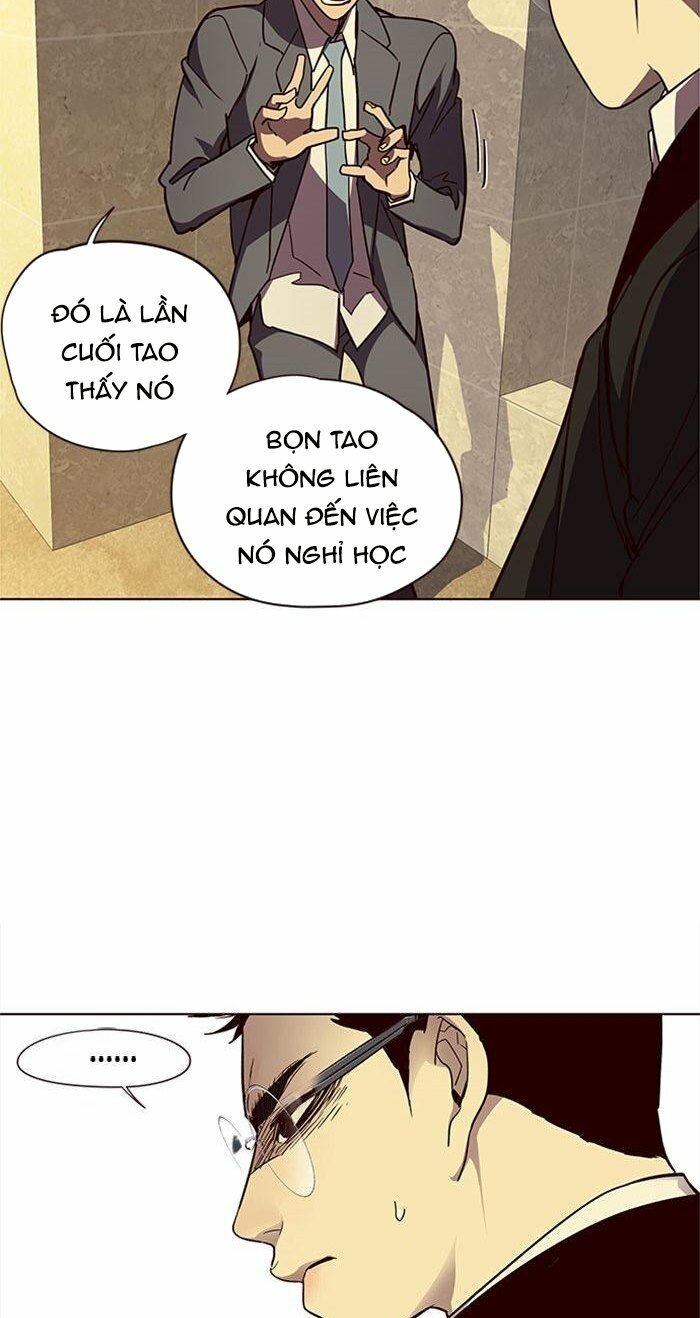 ĐÓ LÀ LẦN
CUỐI TAO
THẤY NÓ
BỌN TAO
KHÔNG LIÊN
QUAN ĐẾN VIỆC
NÓ NGHỈ HỌC
......